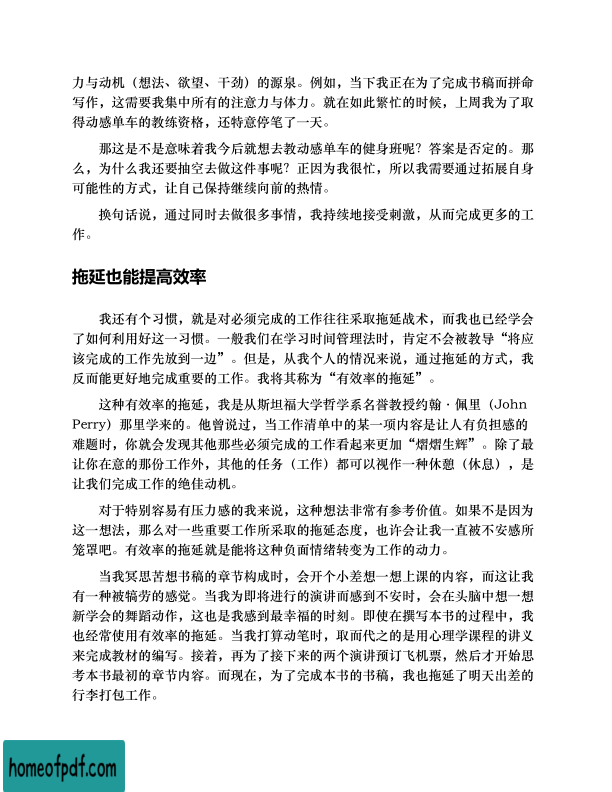 力与动机（想法、欲望、干劲）的源泉。例如，当下我正在为了完成书稿而拼命
写作，这需要我集中所有的注意力与体力。就在如此繁忙的时候，上周我为了取
得动感单车的教练资格，还特意停笔了一天。
那这是不是意味着我今后就想去教动感单车的健身班呢？答案是否定的。那
么，为什么我还要抽空去做这件事呢？正因为我很忙，所以我需要通过拓展自身
可能性的方式，让自己保持继续向前的热情。
换句话说，通过同时去做很多事情，我持续地接受刺激，从而完成更多的工
作。
拖延也能提高效率
我还有个习惯，就是对必须完成的工作往往采取拖延战术，而我也已经学会
了如何利用好这一习惯。一般我们在学习时间管理法时，肯定不会被教导“将应
该完成的工作先放到一边”。但是，从我个人的情况来说，通过拖延的方式，我
反而能更好地完成重要的工作。我将其称为“有效率的拖延”。
这种有效率的拖延，我是从斯坦福大学哲学系名誉教授约翰·佩里（John
Perry）那里学来的。他曾说过，当工作清单中的某一项内容是让人有负担感的
难题时，你就会发现其他那些必须完成的工作看起来更加“熠熠生辉”。除了最
让你在意的那份工作外，其他的任务（工作）都可以视作一种休憩（休息），是
让我们完成工作的绝佳动机。
对于特别容易有压力感的我来说，这种想法非常有参考价值。如果不是因为
这一想法，那么对一些重要工作所采取的拖延态度，也许会让我一直被不安感所
笼罩吧。有效率的拖延就是能将这种负面情绪转变为工作的动力。
当我冥思苦想书稿的章节构成时，会开个小差想一想上课的内容，而这让我
有一种被犒劳的感觉。当我为即将进行的演讲而感到不安时，会在头脑中想一想
新学会的舞蹈动作，这也是我感到最幸福的时刻。即使在撰写本书的过程中，我
也经常使用有效率的拖延。当我打算动笔时，取而代之的是用心理学课程的讲义
来完成教材的编写。接着，再为了接下来的两个演讲预订飞机票，然后才开始思
考本书最初的章节内容。而现在，为了完成本书的书稿，我也拖延了明天出差的
行李打包工作。
homeofpdf.com